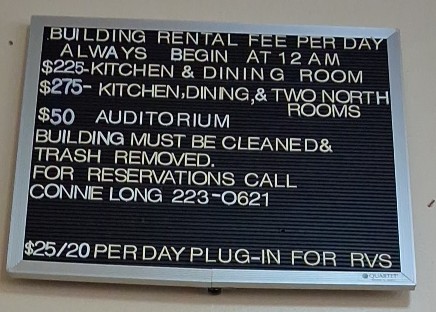 BUILDING RENTAL FEE PER DAY
ALWAYS BEGIN AT 12 AM
$225-KITCHEN & DINING ROOM
$275- KITCHEN,DINING,& TWO NORTH
ROOMS
$50 AUDITORIUM
BUILDING MUST BE CLEANED&
TRASH REMOVED.
FOR RESERVATIONS CALL
CONNIE LONG 223-0621
$25/20 PER DAY PLUG-IN FOR RVS
QUARTET